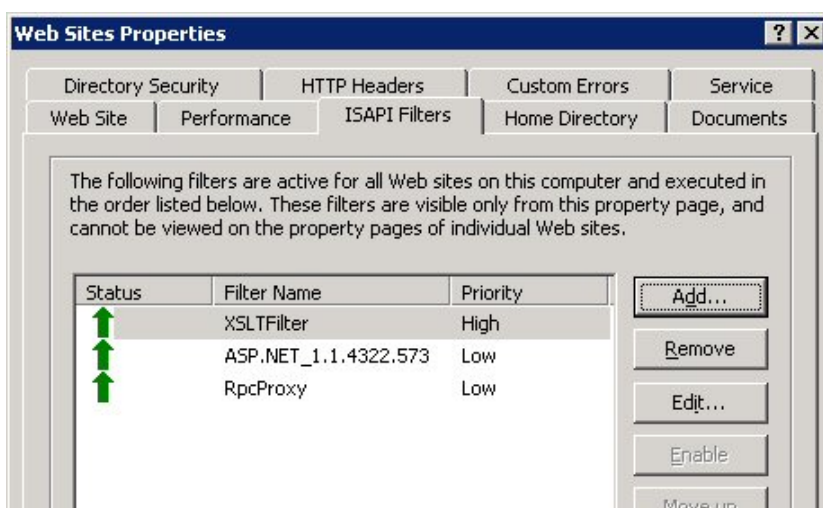 Web Sites Properties
Directory Security HTTP Headers Custom Errors Service
Web Site Performance ISAPI Filters Home Directory Documents
The following filters are active for all Web sites on this computer and executed in
the order listed below. These filters are visible only from this property page, and
cannot be viewed on the property pages of individual Web sites.
Status Filter Name Priority
XSLTFilter High
ASP.NET_1.1.4322.573 Low
RpcProxy Low
Add...
Remove
Edit...
Enable
Move up